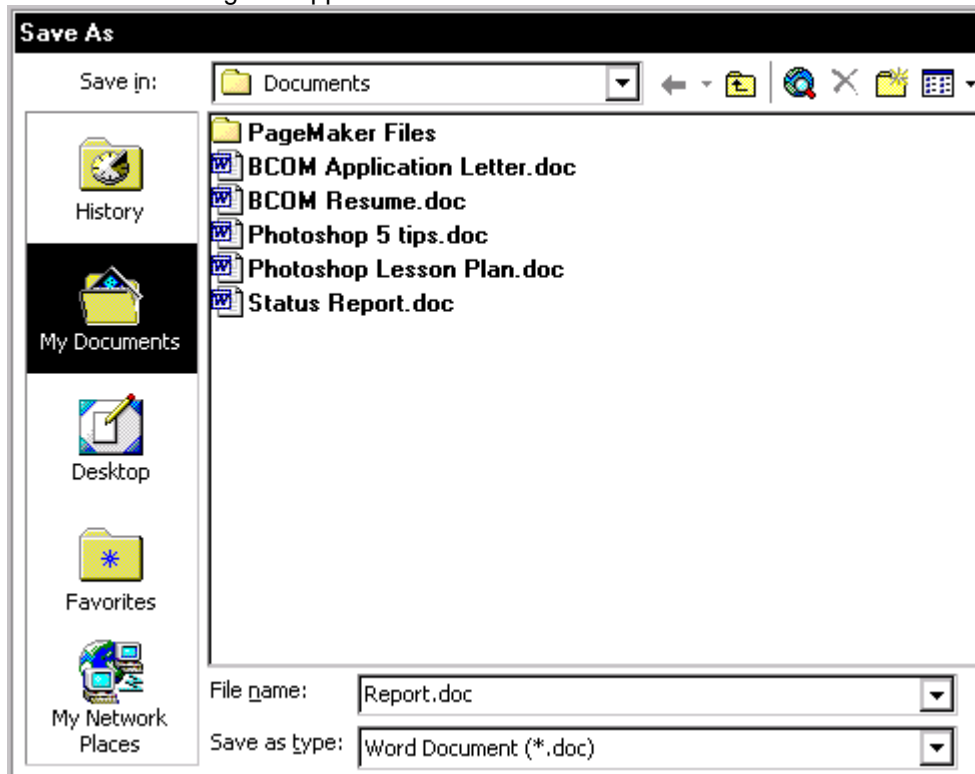 Save As
Save in:
Documents
PageMaker Files
BCOM Application Letter.doc
BCOM Resume.doc
Photoshop 5 tips.doc
Photoshop Lesson Plan.doc
Status Report.doc
History
My Documents
Desktop
Favorites
My Network
Places
File name:
Report.doc
Save as type:
Word Document (*.doc)